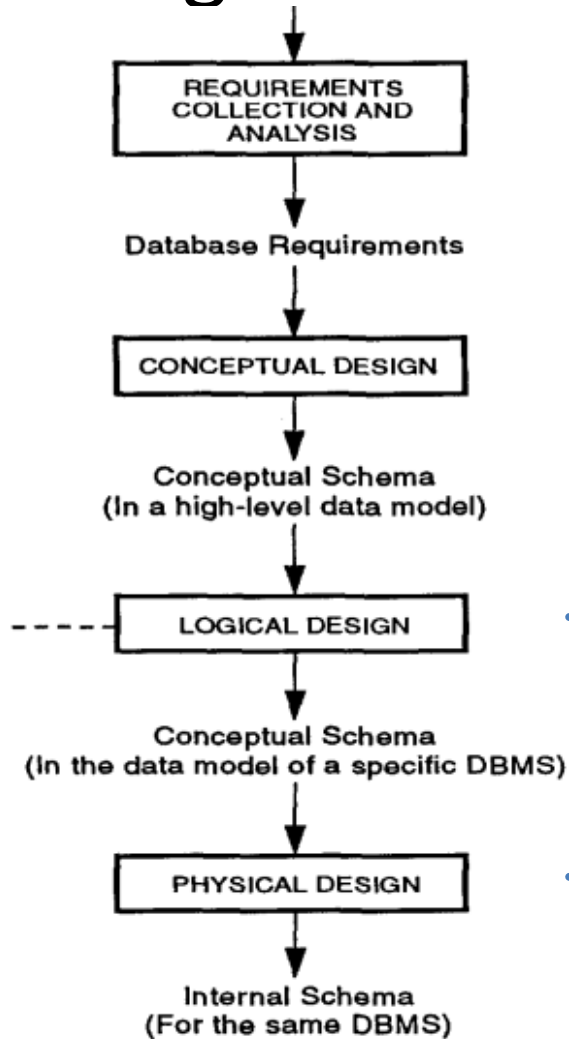 REQUIREMENTS
COLLECTION AND
ANALYSIS
Database Requirements
CONCEPTUAL DESIGN
Conceptual Schema
(In a high-level data model)
LOGICAL DESIGN
Conceptual Schema
(In the data model of a specific DBMS)
PHYSICAL DESIGN
Internal Schema
(For the same DBMS)